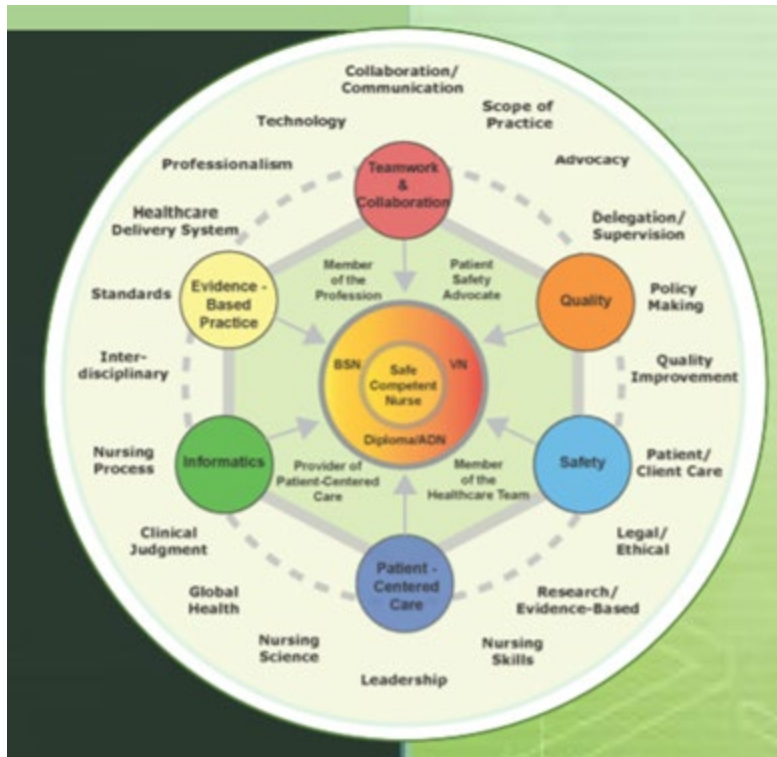 Collaboration/
Communication
Scope of
Practice
Advocacy
Delegation/
Supervision
Policy
Making
Quality
Improvement
Patient/
Client Care
Legal/
Ethical
Research/
Evidence-Based
Nursing
Skills
Leadership
Nursing
Science
Global
Health
Clinical
Judgment
Nursing
Process
Inter-
disciplinary
Standards
Healthcare
Delivery System
Professionalism
Technology
Teamwork
&
Collaboration
Quality
Safety
Patient -
Centered
Care
Informatics
Evidence -
Based
Practice
Member
of the
Profession
Patient
Safety
Advocate
Member
of the
Healthcare Team
Provider of
Patient-Centered
Care
BSN
VN
Diploma/ADN
Safe
Competent
Nurse